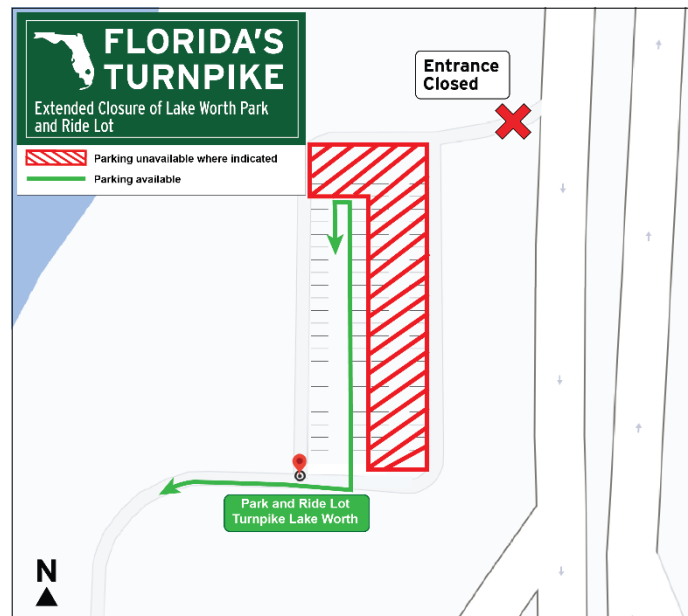 FLORIDA'S
TURNPIKE
Extended Closure of Lake Worth Park
and Ride Lot
Parking unavailable where indicated
Parking available
Entrance
Closed
Park and Ride Lot
Turnpike Lake Worth
N